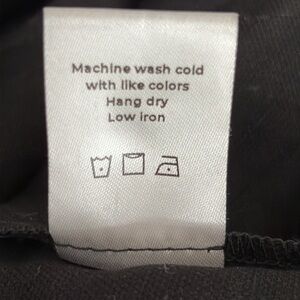 Machine wash cold
with like colors
Hang dry
Low iron